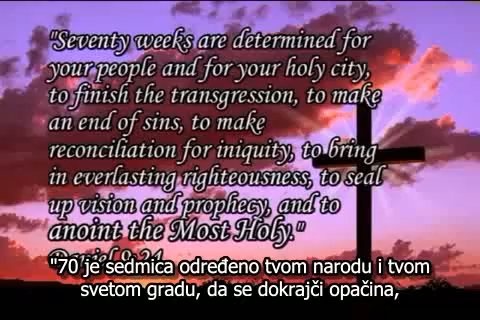 "Seventy weeks are determined for
your people and for your holy city,
to finish the transgression, to make
an end of sins, to make
reconciliation for iniquity, to bring
in everlasting righteousness, to seal
up vision and prophecy, and to
anoint the Most Holy."
Daniel 9:24
"70 je sedmica određeno tvom narodu i tvom
svetom gradu, da se dokrajči opačina,